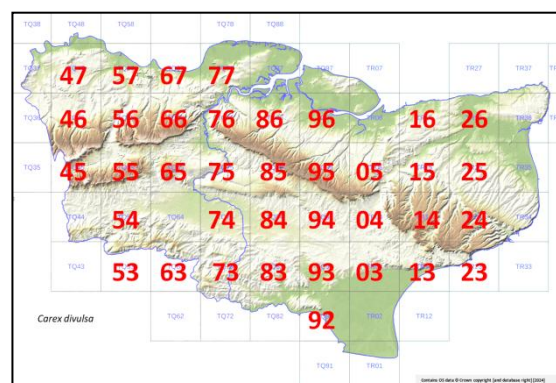 TQ38 TQ48 TQ58 TQ78 TQ88
47 57 67 77 TR27 TR37
46 56 66 76 86 96 16 26
TR07
TQ35 45 55 65 75 85 95 05 15 25
54 74 84 94 04 14 24
TQ44 TQ64
TQ43 53 63 73 83 93 03 13 23 TR33
Carex divulsa TQ62 TQ72 TQ82 92 TR01 TR12
TQ91 TR01
Contains OS data © Crown copyright [and database right] [2024]